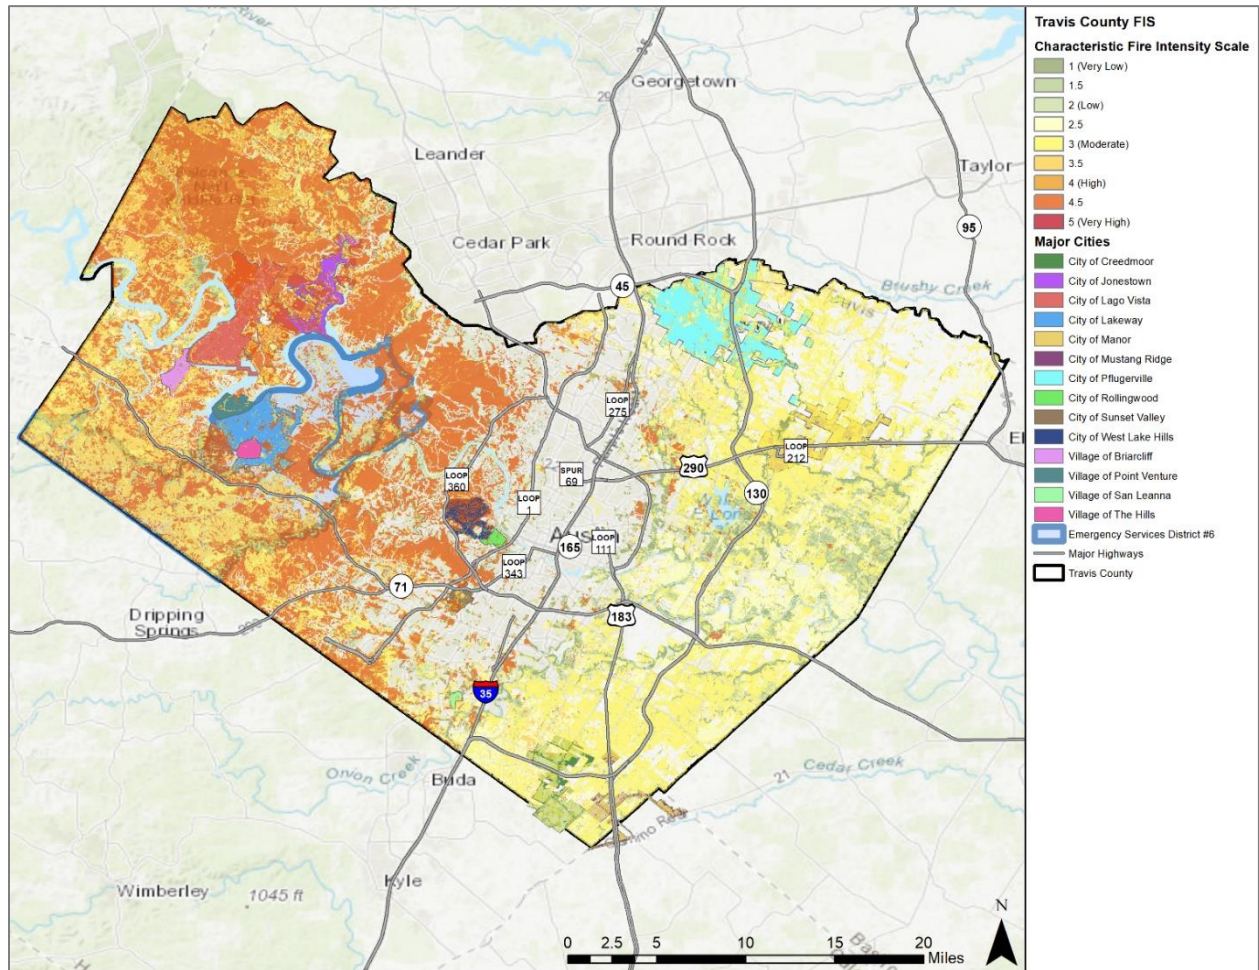 Georgetown
29
35
Leander
Taylor
95
Cedar Park
Round Rock
45
Brushy Creek
LOOP
275
LOOP
212
290
LOOP
360
SPUR
69
130
LOOP
1
Austin
165
LOOP
111
LOOP
343
71
183
Dripping
Springs
290
35
Onion Creek
Buda
21
Cedar Creek
Kyle
Wimberley
1045 ft
N
0 2.5 5 10 15 20
Miles
Travis County FIS
Characteristic Fire Intensity Scale
1 (Very Low)
1.5
2 (Low)
2.5
3 (Moderate)
3.5
4 (High)
4.5
5 (Very High)
Major Cities
City of Creedmoor
City of Jonestown
City of Lago Vista
City of Lakeway
City of Manor
City of Mustang Ridge
City of Pflugerville
City of Rollingwood
City of Sunset Valley
City of West Lake Hills
Village of Briarcliff
Village of Point Venture
Village of San Leanna
Village of The Hills
Emergency Services District #6
Major Highways
Travis County